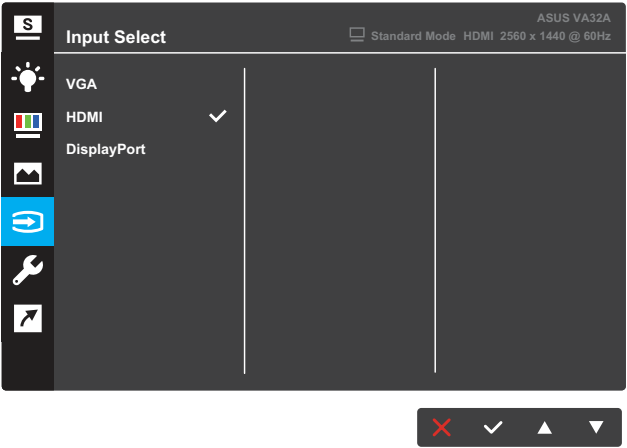 S
ASUS VA32A
Input Select
Standard Mode HDMI 2560 x 1440 @ 60Hz
VGA
HDMI
DisplayPort